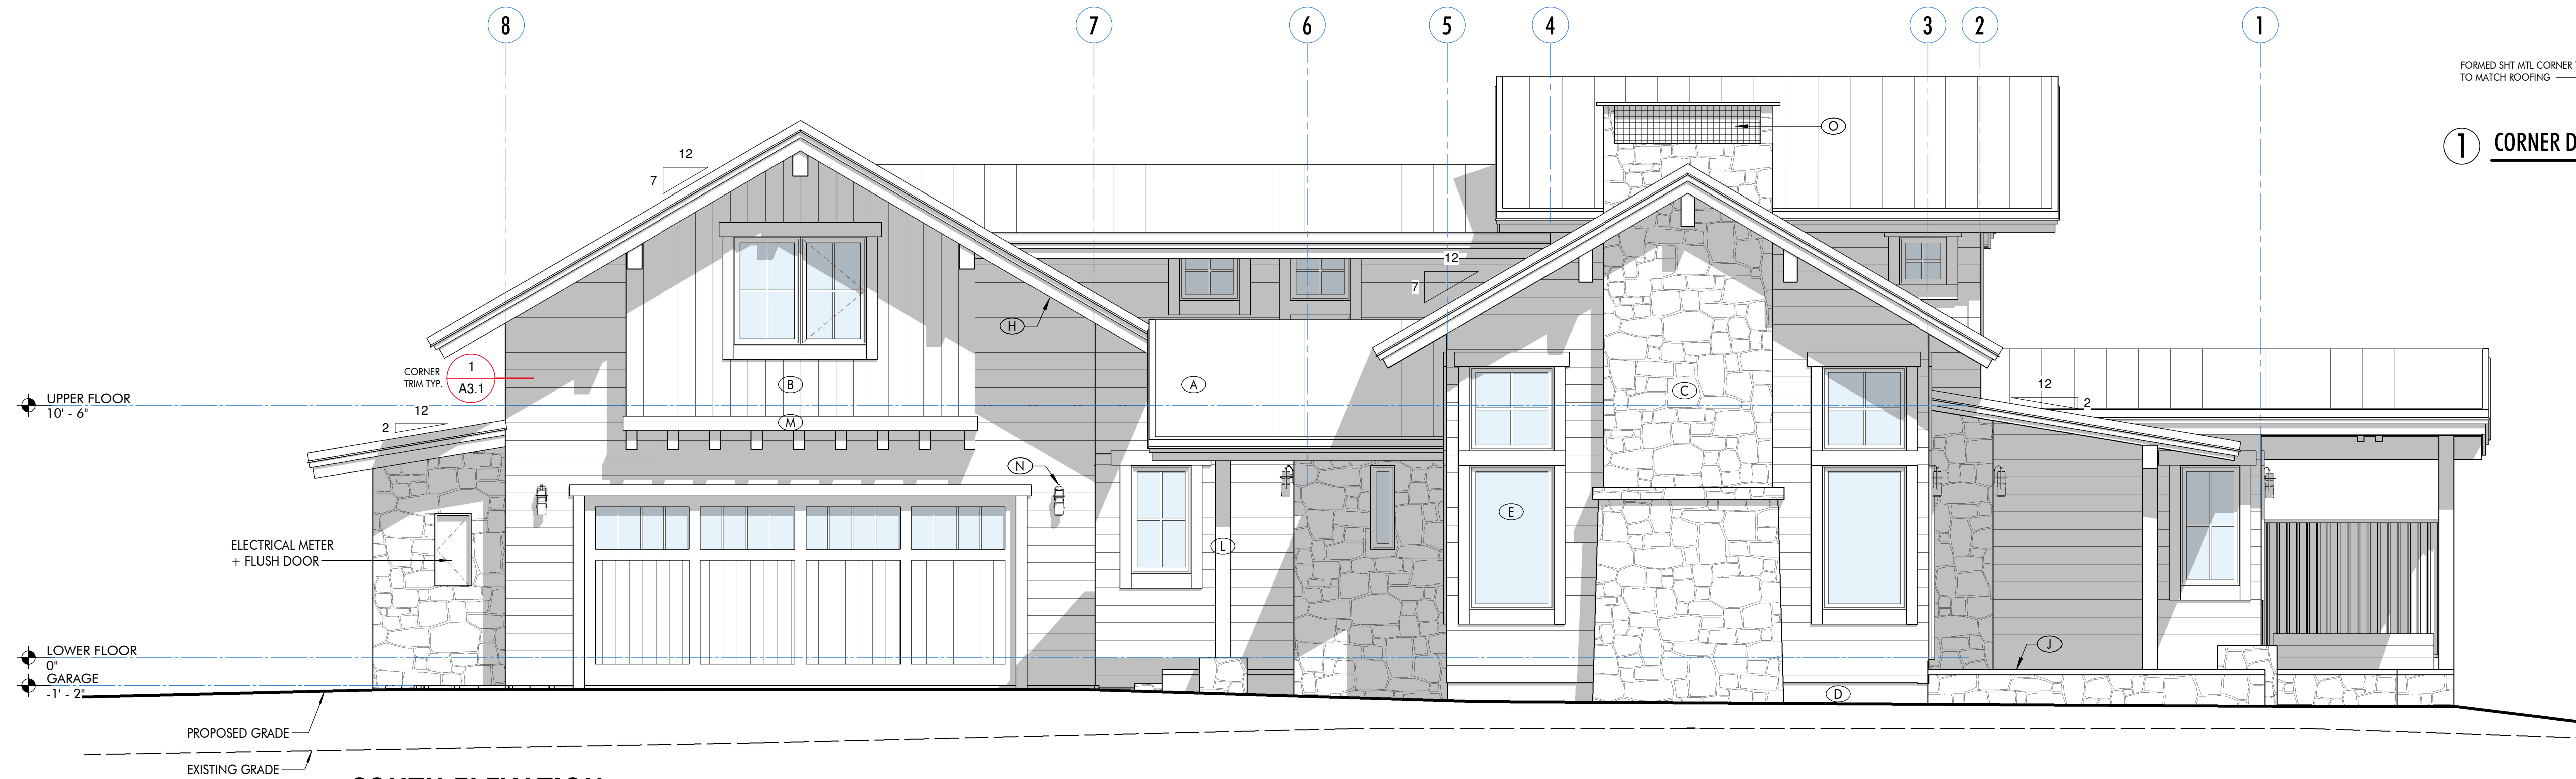 8
7
6
5
4
3
2
1
FORMED SHT MTL CORNER
TO MATCH ROOFING
1 CORNER D
O
12
7
12
7
H
CORNER
TRIM TYP.
1
A3.1
B
A
C
UPPER FLOOR
10' - 6"
12
2
12
2
M
N
E
L
ELECTRICAL METER
+ FLUSH DOOR
J
LOWER FLOOR
0"
GARAGE
-1' - 2"
D
PROPOSED GRADE
EXISTING GRADE
SOUTH ELEVATION